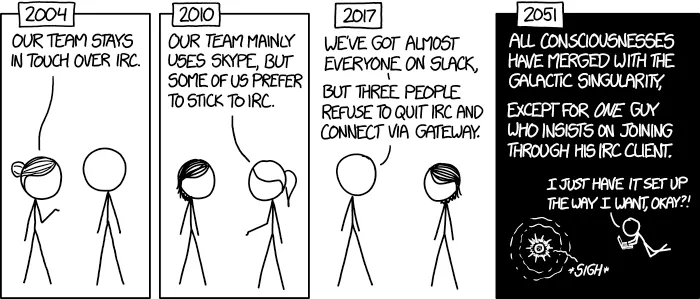 2004
OUR TEAM STAYS
IN TOUCH OVER IRC.
2010
OUR TEAM MAINLY
USES SKYPE, BUT
SOME OF US PREFER
TO STICK TO IRC.
2017
WE'VE GOT ALMOST
EVERYONE ON SLACK,
BUT THREE PEOPLE
REFUSE TO QUIT IRC AND
CONNECT VIA GATEWAY.
2051
ALL CONSCIOUSNESSES
HAVE MERGED WITH THE
GALACTIC SINGULARITY,
EXCEPT FOR ONE GUY
WHO INSISTS ON JOINING
THROUGH HIS IRC CLIENT.
I JUST HAVE IT SET UP
THE WAY I WANT, OKAY?!
*SIGH*